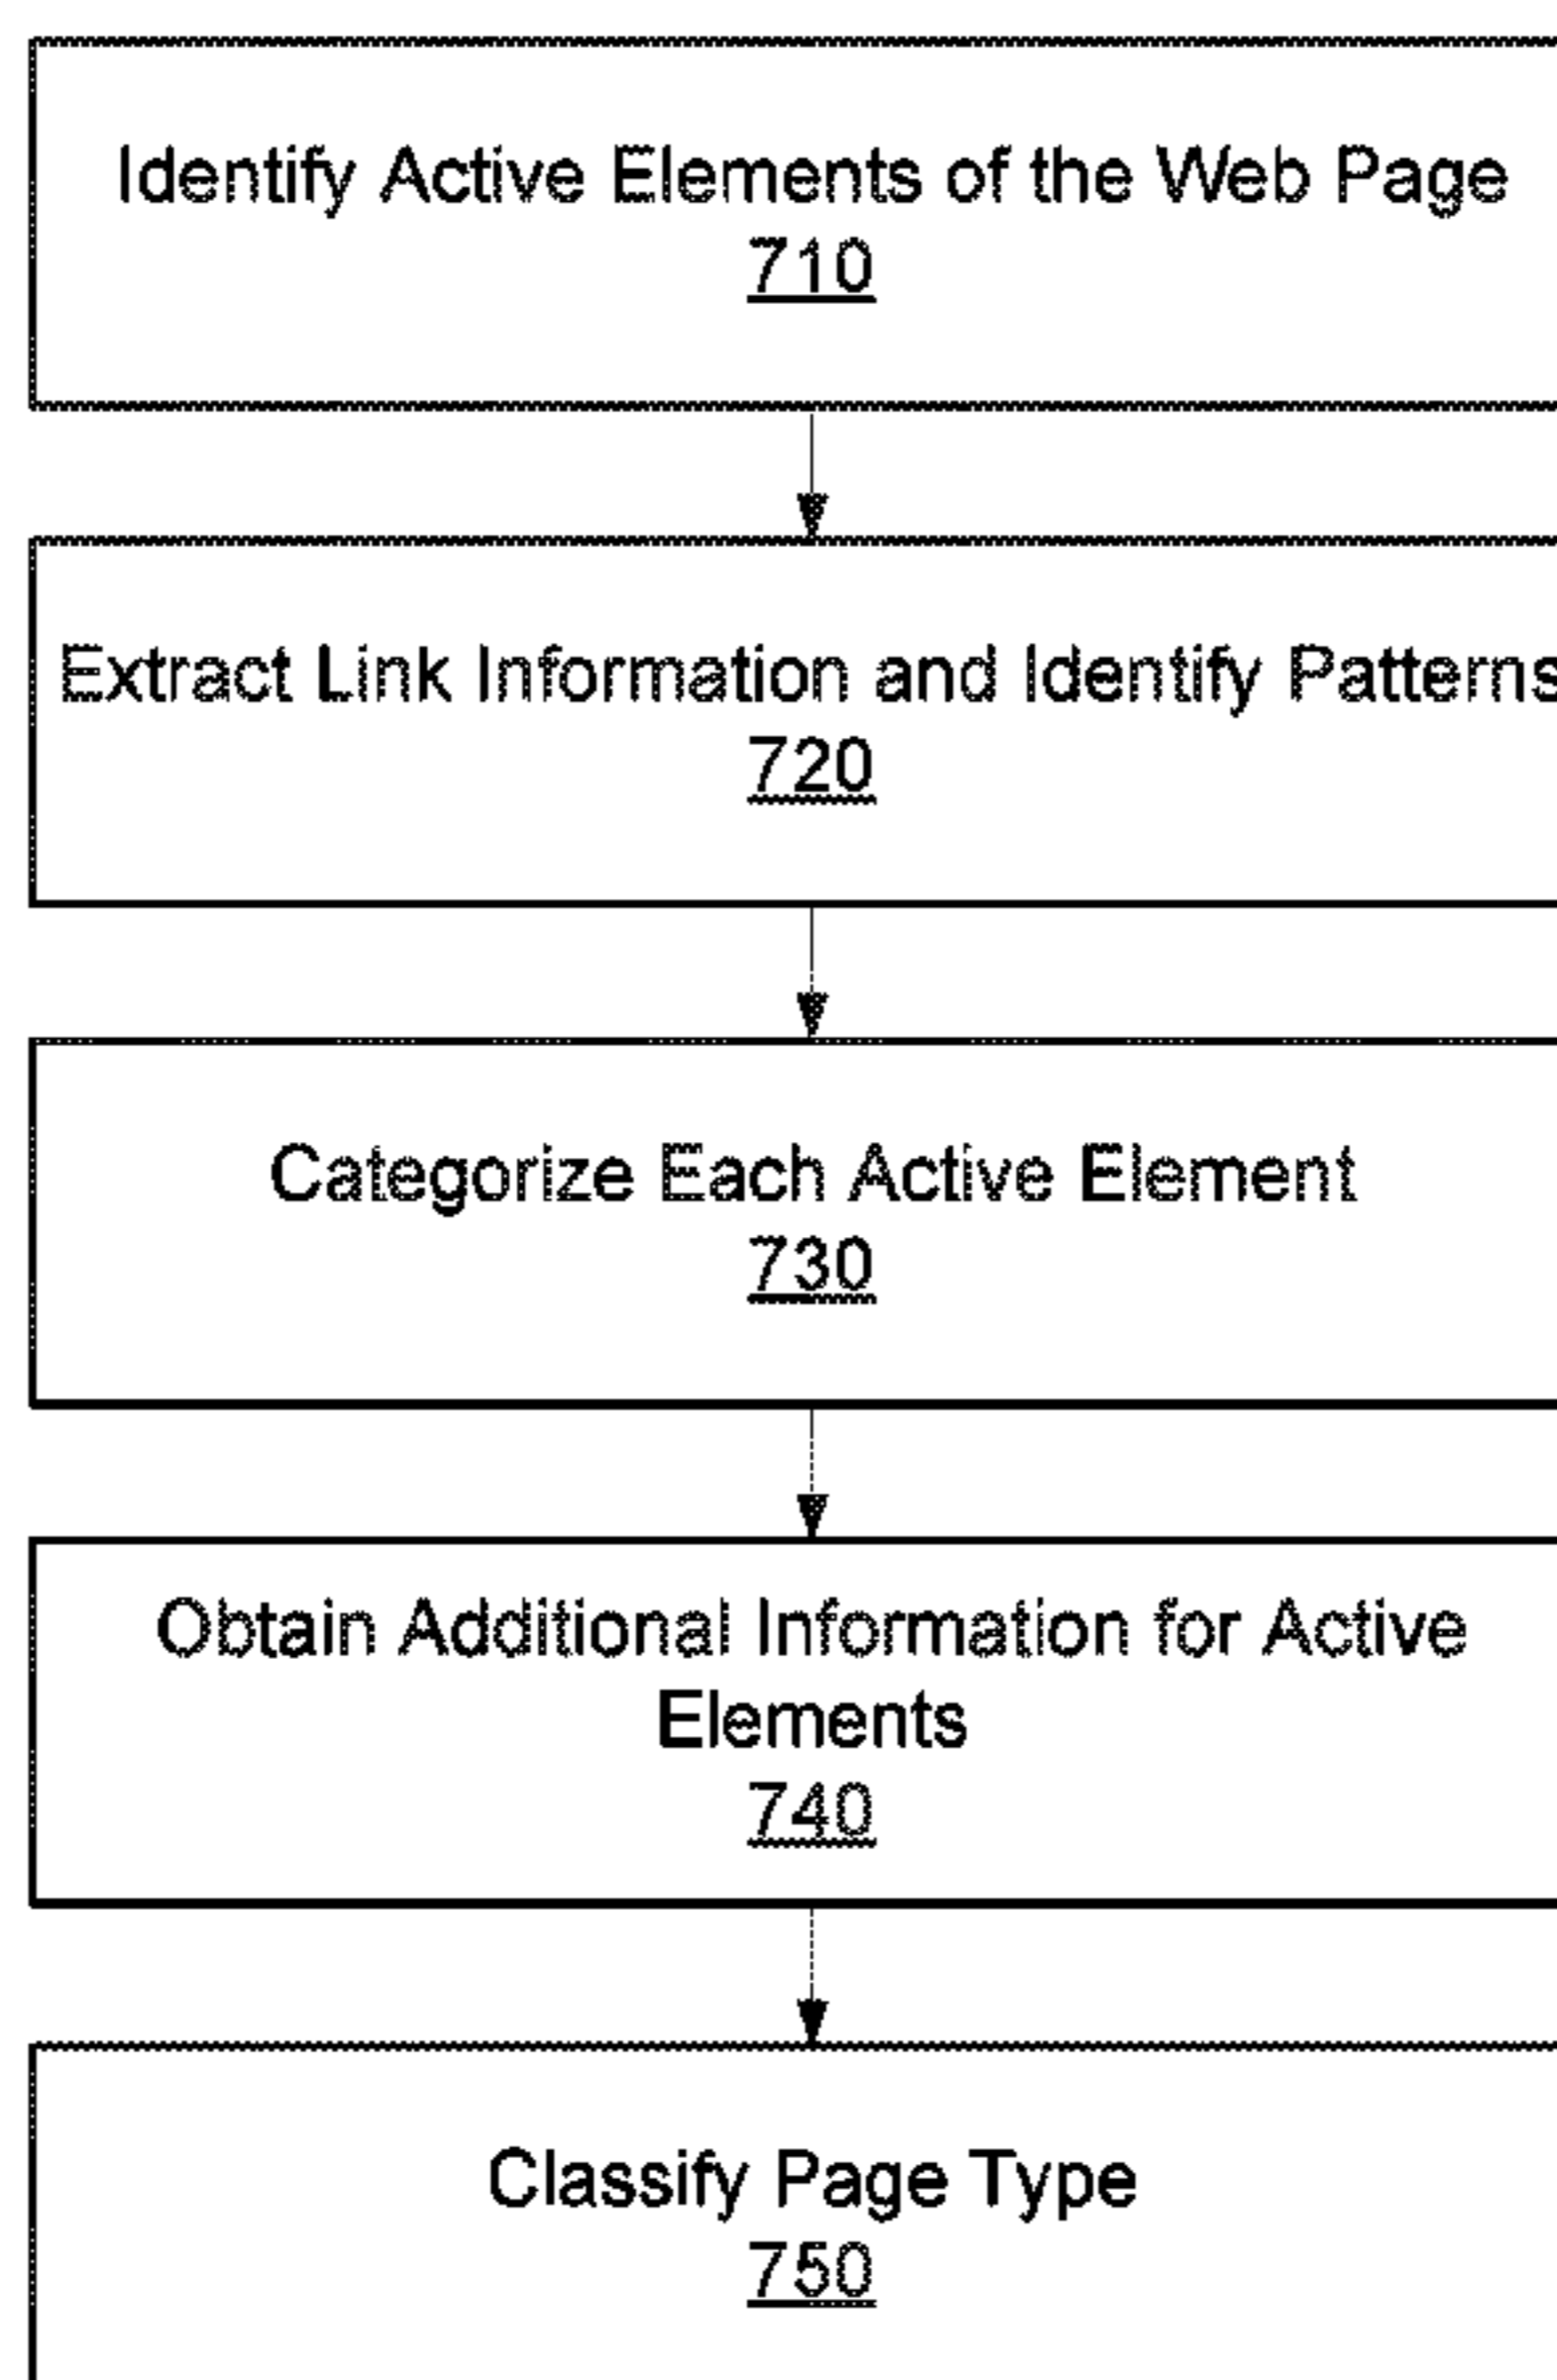 Identify Active Elements of the Web Page
710
Extract Link Information and Identify Patterns
720
Categorize Each Active Element
730
Obtain Additional Information for Active
Elements
740
Classify Page Type
750